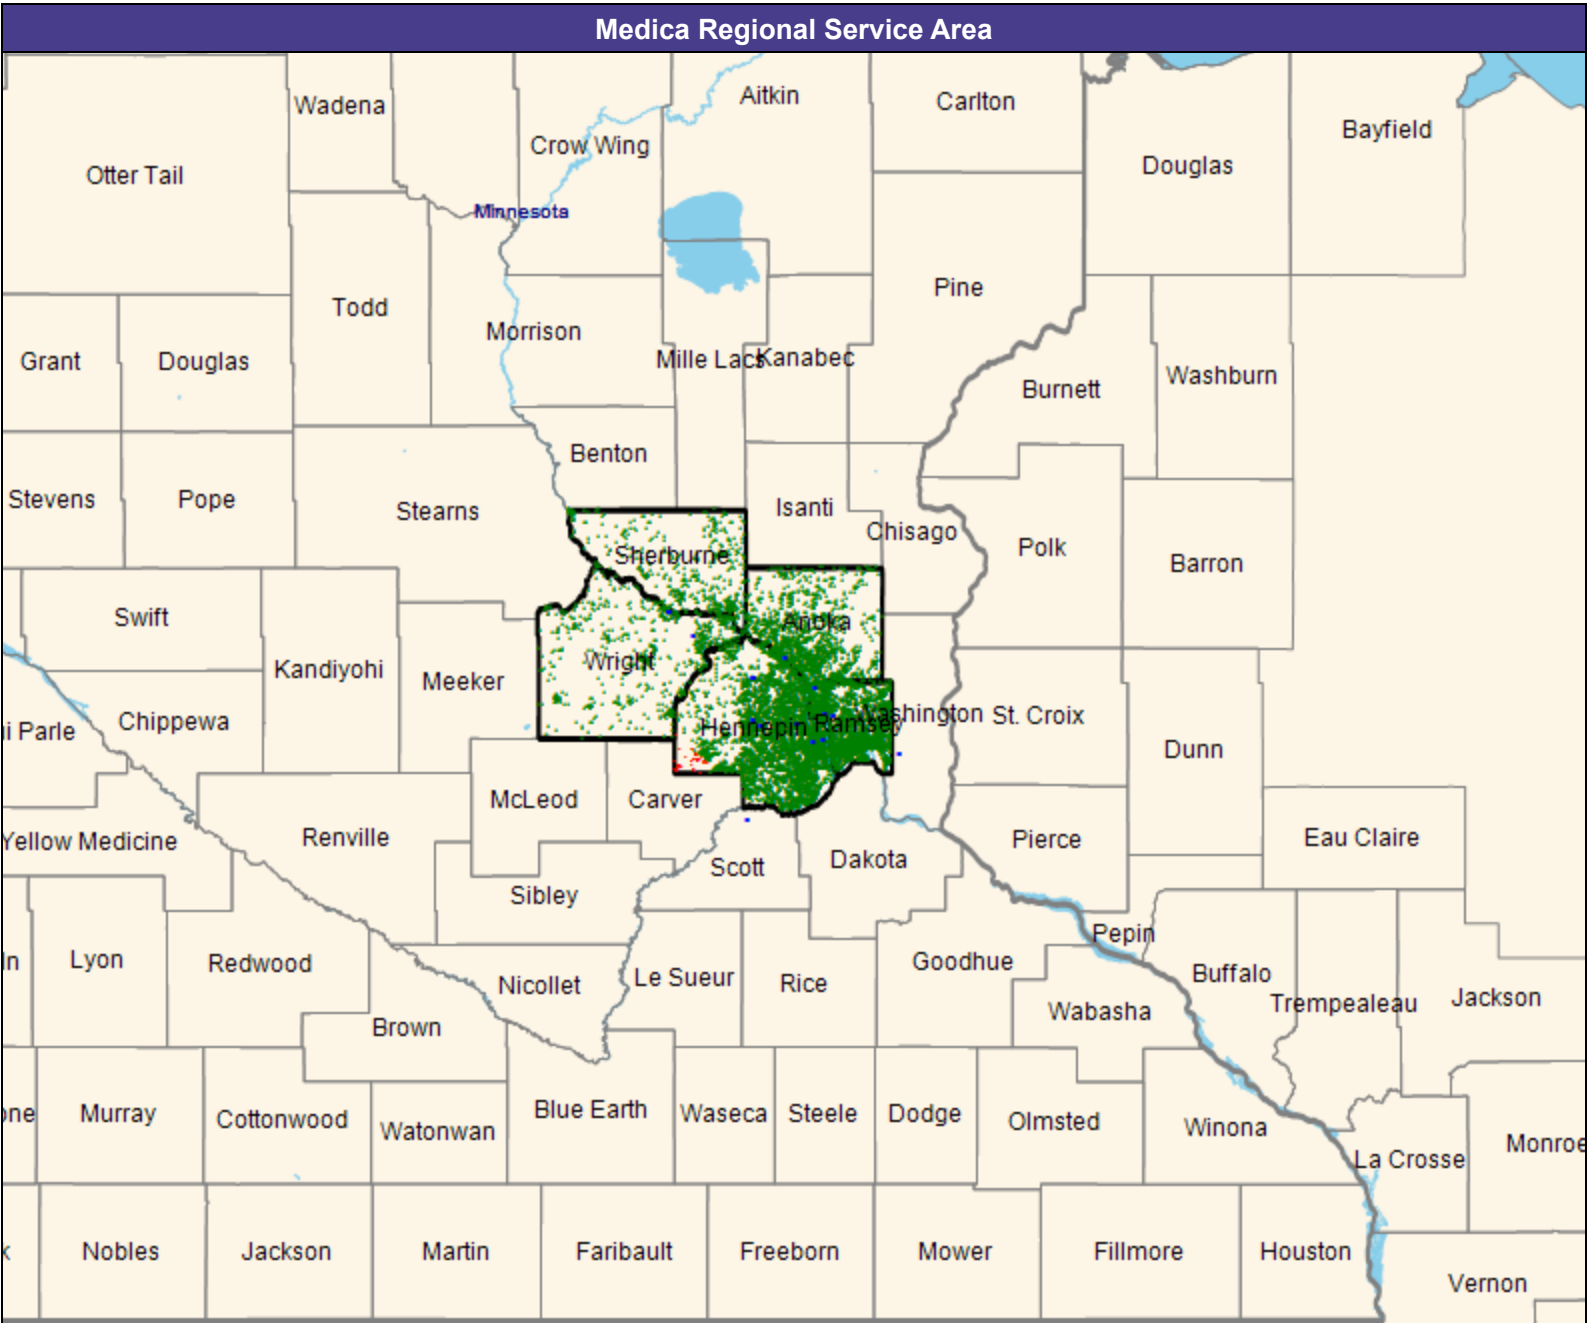 Medica Regional Service Area
Wadena
Aitkin
Carlton
Bayfield
Crow Wing
Otter Tail
Douglas
Minnesota
Pine
Todd
Morrison
Grant
Douglas
Mille Lacs
Kanabec
Burnett
Washburn
Benton
Stevens
Pope
Stearns
Isanti
Chisago
Polk
Barron
Sherburne
Swift
Anoka
Kandiyohi
Meeker
Wright
i Parle
Chippewa
Hennepin
Ramsey
Washington
St. Croix
Dunn
McLeod
Carver
Yellow Medicine
Renville
Scott
Dakota
Pierce
Eau Claire
Sibley
Pepin
ln
Lyon
Redwood
Nicollet
Le Sueur
Rice
Goodhue
Buffalo
Trempealeau
Jackson
Brown
Wabasha
one
Murray
Cottonwood
Watonwan
Blue Earth
Waseca
Steele
Dodge
Olmsted
Winona
La Crosse
Monroe
k
Nobles
Jackson
Martin
Faribault
Freeborn
Mower
Fillmore
Houston
Vernon